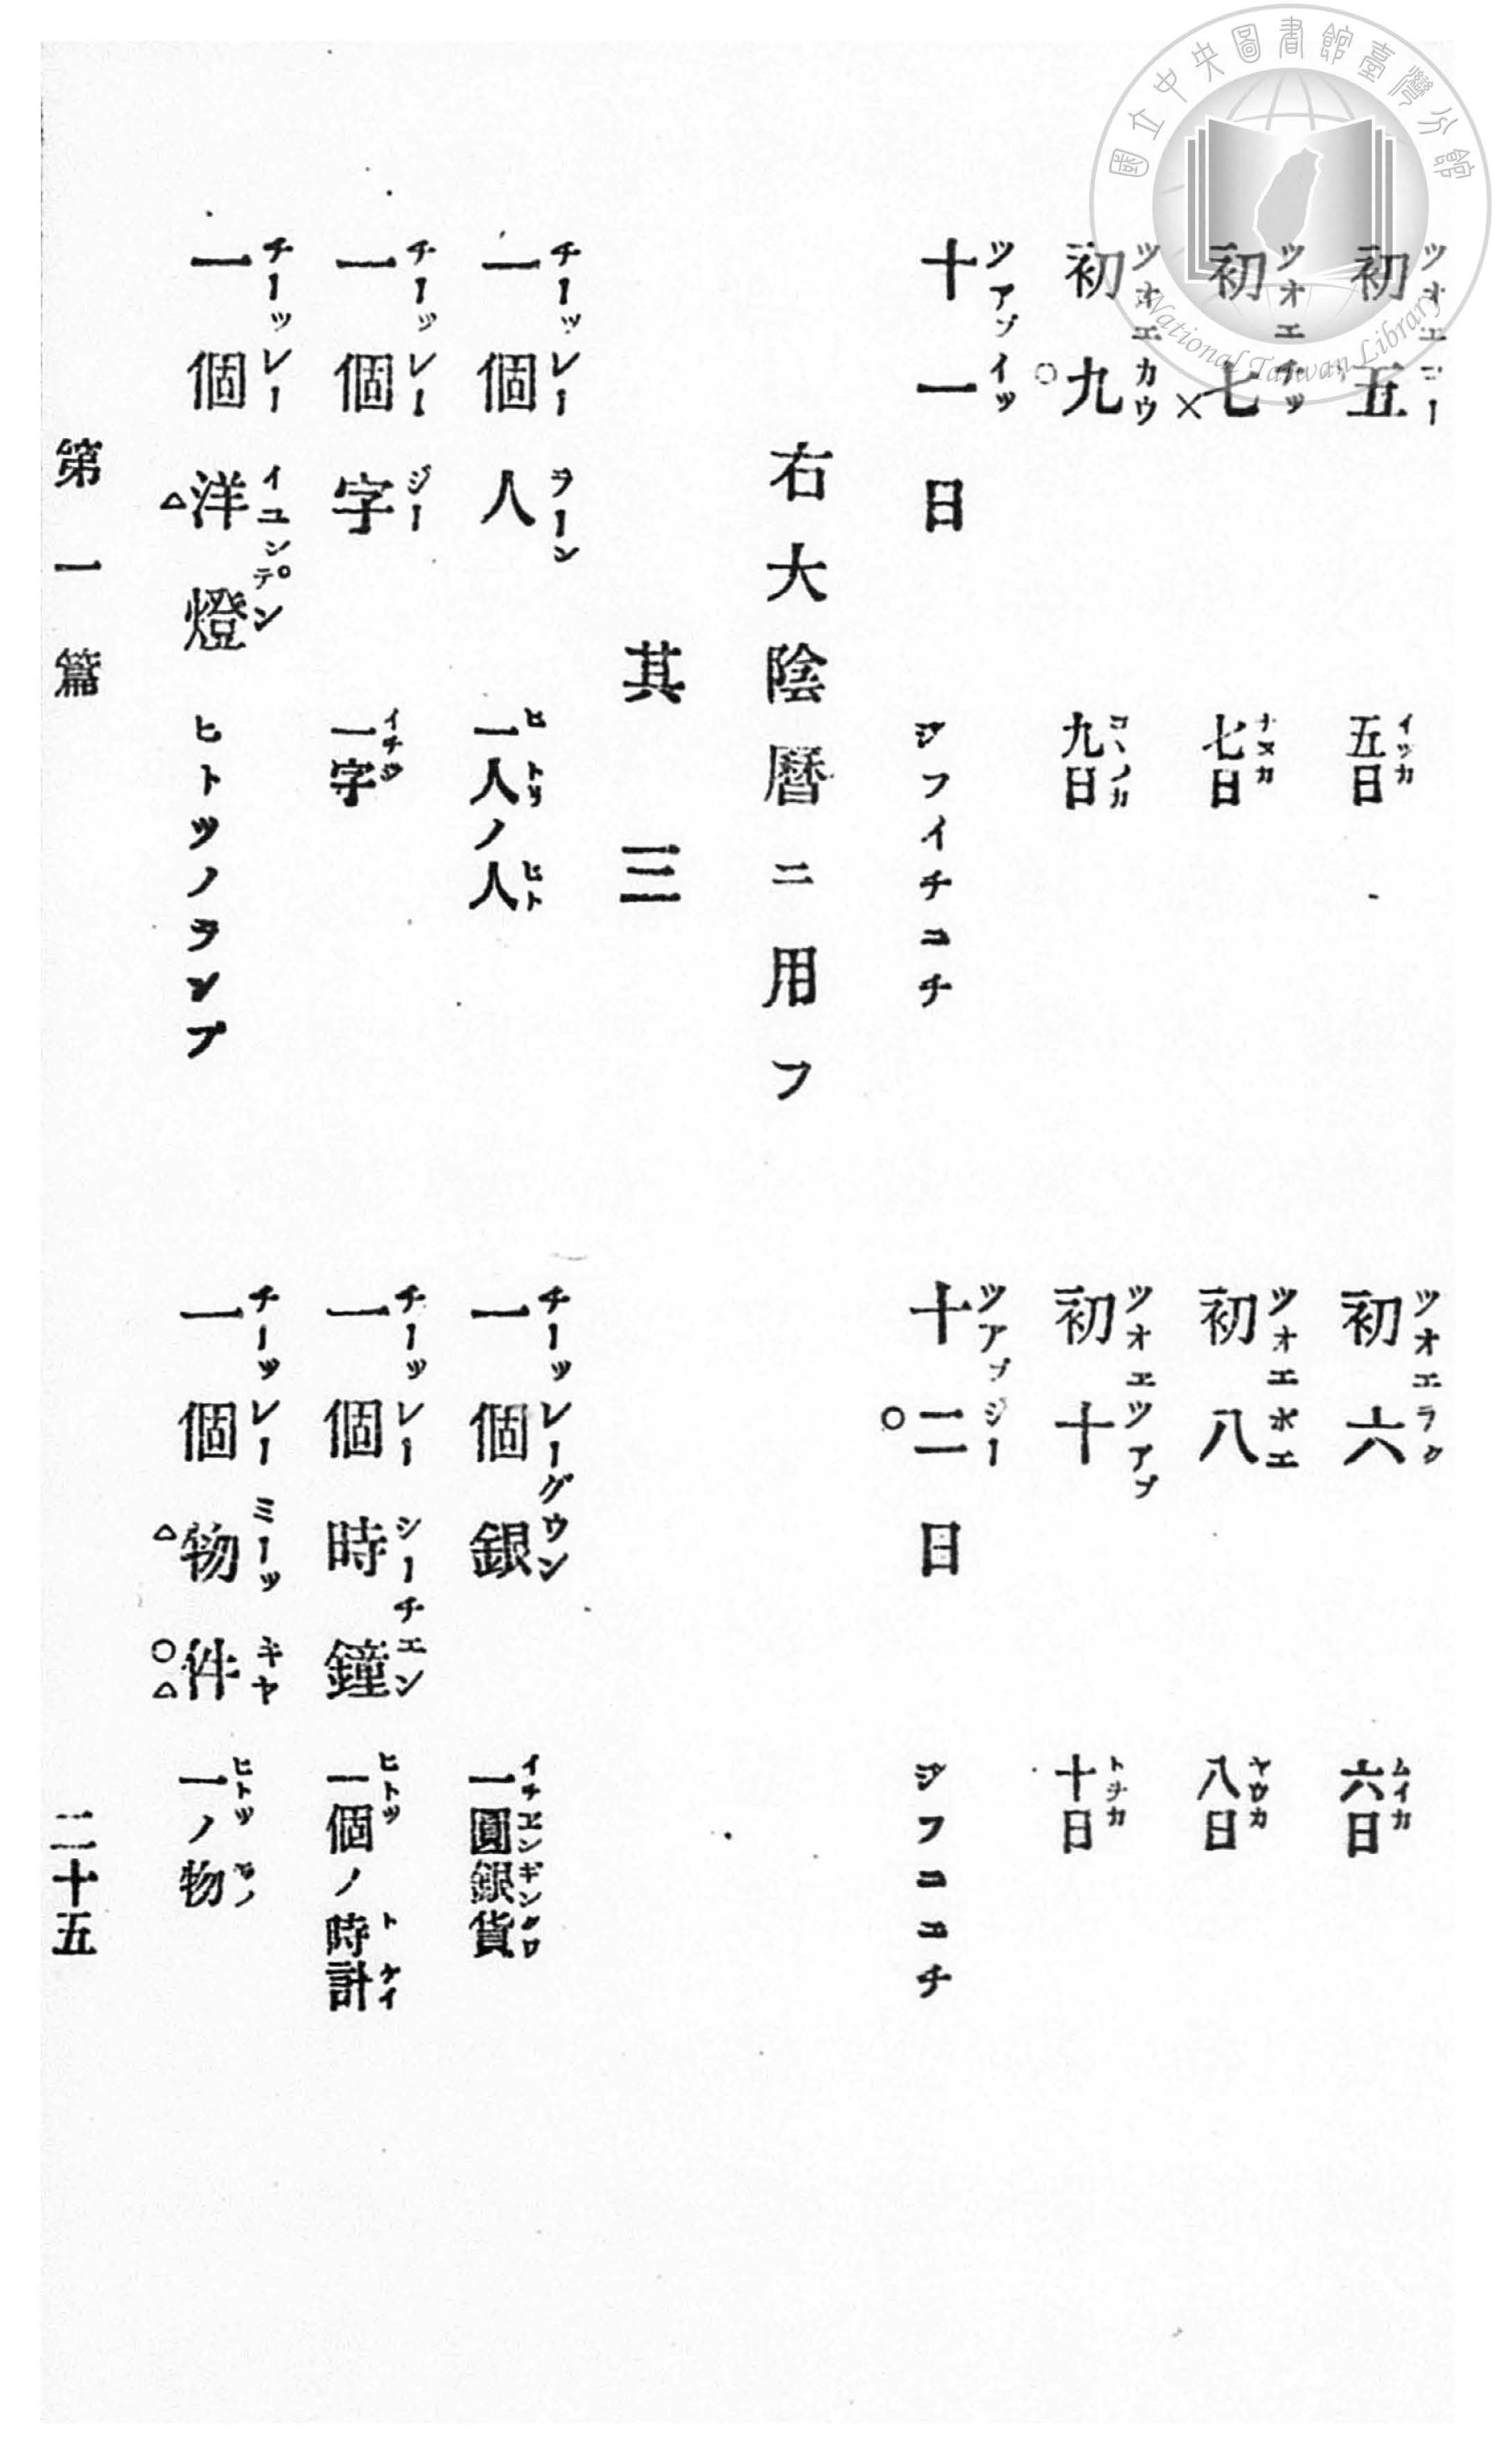 國立中央圖書館臺灣分館
National Taiwan Library
ツオエゴー
初五
イツカ
五日
ツオエラク
初六
ムイカ
六日
ツオエチツ
×初七
ナヌカ
七日
ツオエポエ
初八
ヤウカ
八日
ツオエカウ
○初九
コヽノカ
九日
ツオエツアプ
初十
トヲカ
十日
ツアプイツ
十一日
ジフイチニチ
ツアプジー
十○二日
ジフニニチ
右大陰曆ニ用フ
其三
チーツレーラーン
一個人
ヒトリ ヒト
一人ノ人
チーツレーグウン
一個銀
イチヱンギンクワ
一圓銀貨
チーツレージー
一個字
イチジ
一字
チーツレーシーチエン
一個時鐘
ヒトツ トケイ
一個ノ時計
チーツレーイユンテン
一個△洋燈
ヒトツノランプ
チーツレーミーツキヤ
一個△物○△件
ヒトツ モノ
一ノ物
第一篇
二十五